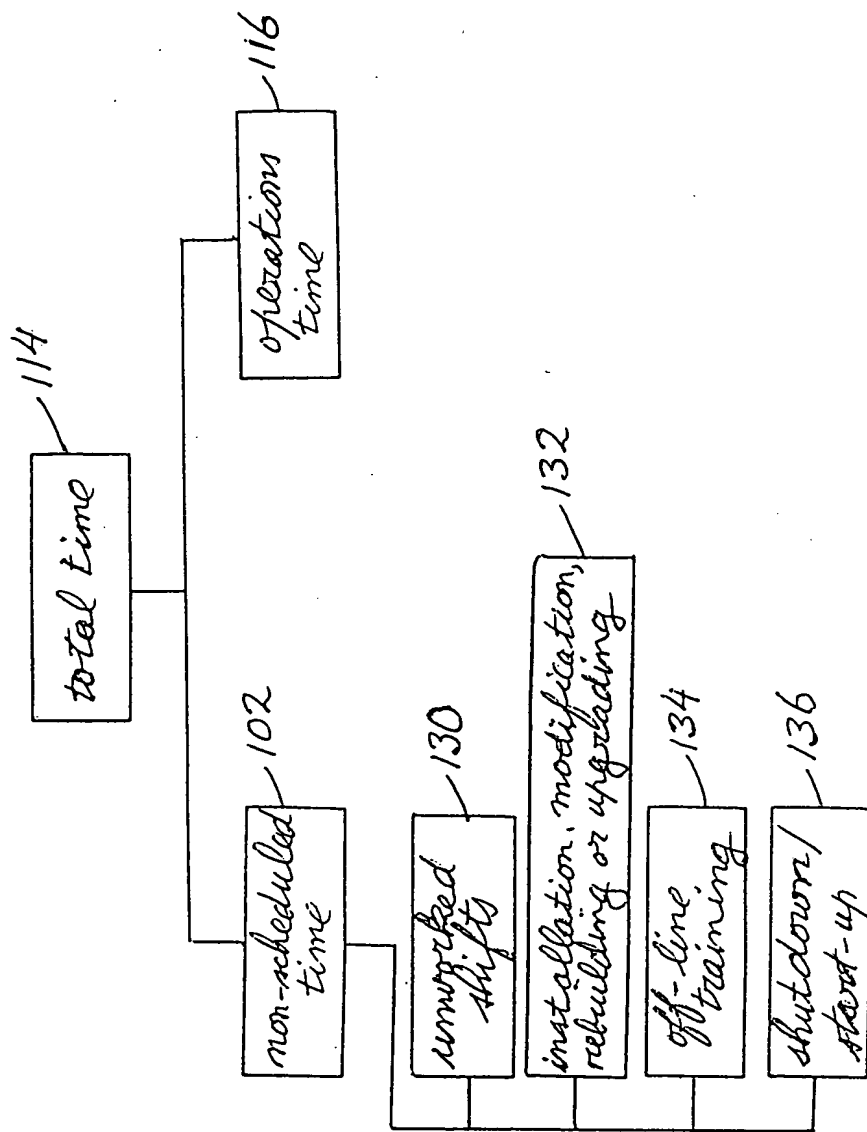 total time
114
non-scheduled
time
102
operations
time
116
unworked
shifts
130
installation, modification,
rebuilding or upgrading
132
off-line
training
134
shutdown/
start-up
136